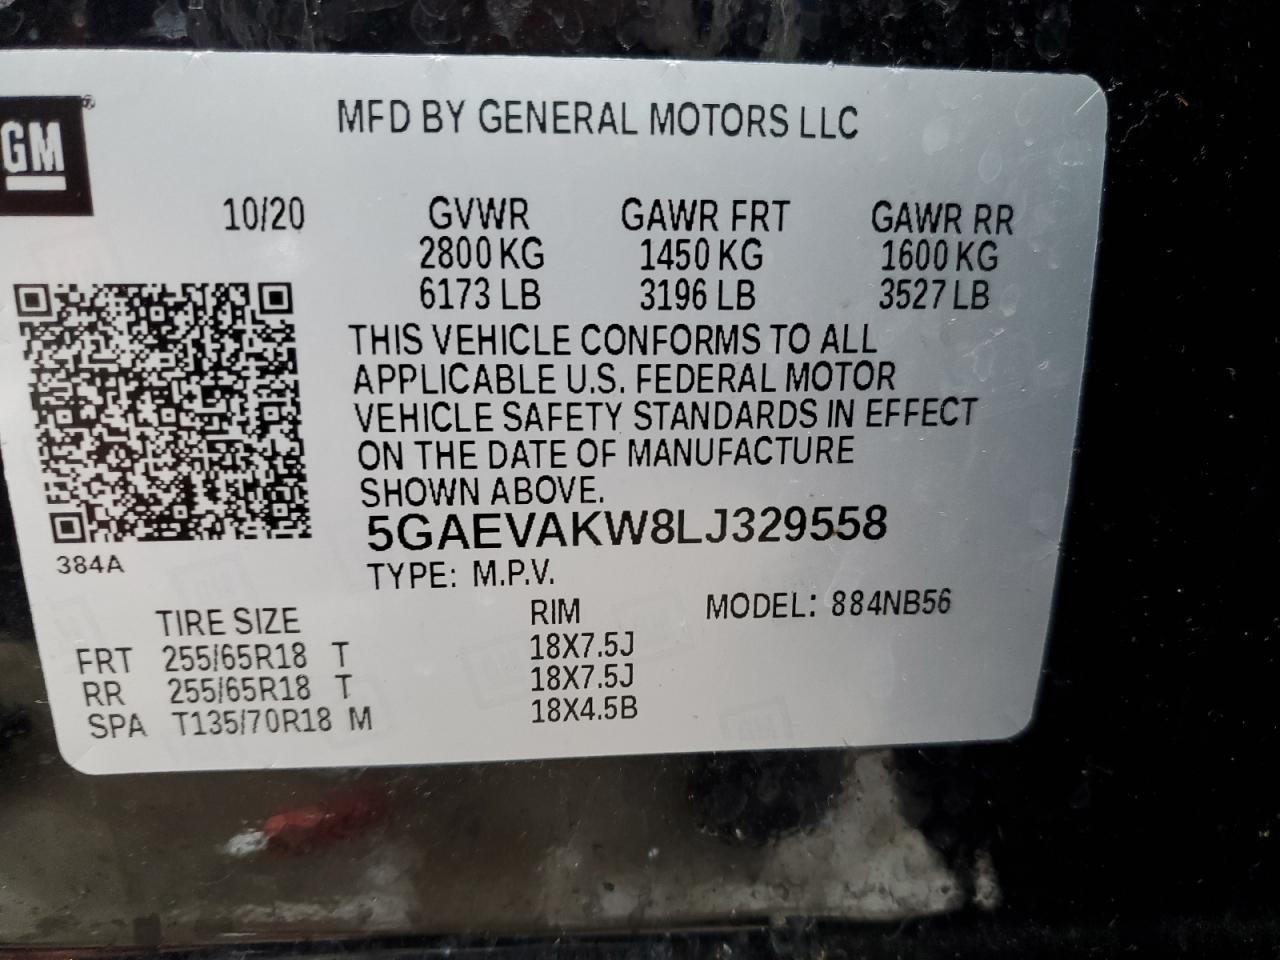 MFD BY GENERAL MOTORS LLC
GM®
10/20 GVWR GAWR FRT GAWR RR
2800 KG 1450 KG 1600 KG
6173 LB 3196 LB 3527 LB
THIS VEHICLE CONFORMS TO ALL
APPLICABLE U.S. FEDERAL MOTOR
VEHICLE SAFETY STANDARDS IN EFFECT
ON THE DATE OF MANUFACTURE
SHOWN ABOVE.
5GAEVAKW8LJ329558
384A
TYPE: M.P.V.
TIRE SIZE RIM MODEL: 884NB56
FRT 255/65R18 T 18X7.5J
RR 255/65R18 T 18X7.5J
SPA T135/70R18 M 18X4.5B